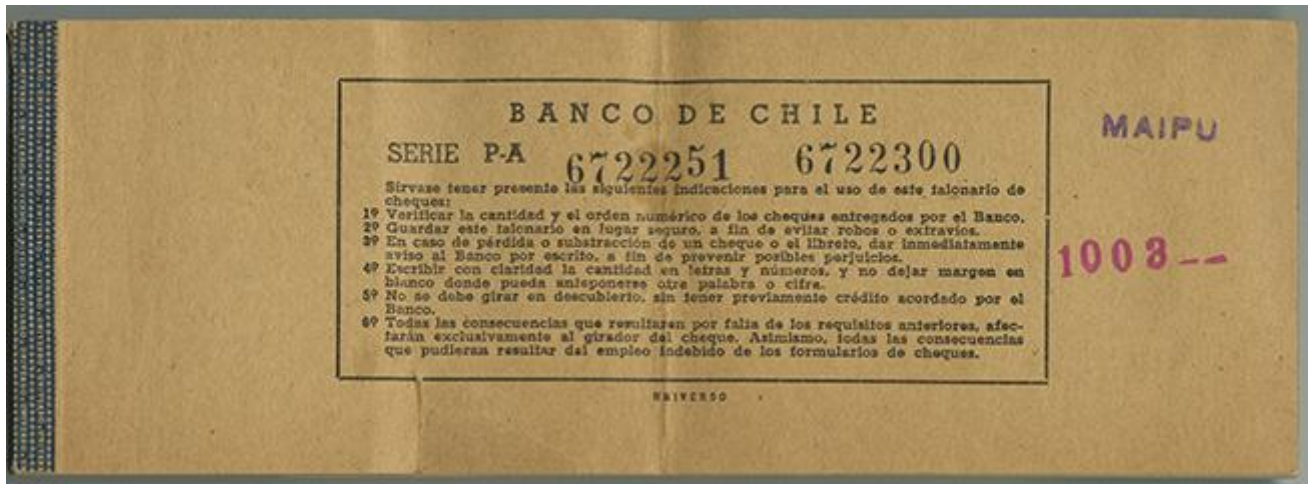 BANCO DE CHILE
MAIPU
SERIE P-A 6722251 6722300
Sírvase tener presente las siguientes indicaciones para el uso de este talonario de
cheques:
1º Verificar la cantidad y el orden numérico de los cheques entregados por el Banco.
2º Guardar este talonario en lugar seguro, a fin de evitar robos o extravíos.
3º En caso de pérdida o substracción de un cheque o el libreto, dar inmediatamente
aviso al Banco por escrito, a fin de prevenir posibles perjuicios.
1003--
4º Escribir con claridad la cantidad en letras y números, y no dejar margen en
blanco donde pueda anteponerse otra palabra o cifra.
5º No se debe girar en descubierto, sin tener previamente crédito acordado por el
Banco.
6º Todas las consecuencias que resultaren por falta de los requisitos anteriores, afec-
tarán exclusivamente al girador del cheque. Asimismo, todas las consecuencias
que pudieran resultar del empleo indebido de los formularios de cheques.